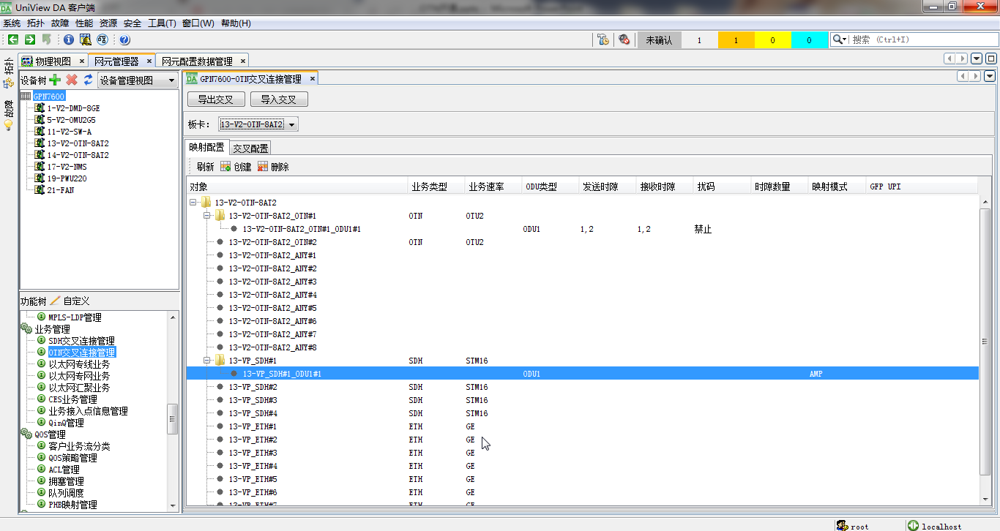 DA UniView DA 客户端
系统 拓扑 故障 性能 资源 安全 工具(T) 窗口(W) 帮助(H)
未确认 1 1 0 0 搜索 (Ctrl+I)
拓扑
故障
物理视图 × 网元管理器 × 网元配置数据管理 ×
设备树 设备管理视图
GPN7600
1-V2-DMD-8GE
5-V2-OMU2G5
11-V2-SW-A
13-V2-OTN-8AT2
14-V2-OTN-8AT2
17-V2-NMS
19-PWU220
21-FAN
功能树 自定义
MPLS-LDP管理
业务管理
SDH交叉连接管理
OTN交叉连接管理
以太网专线业务
以太网专网业务
以太网汇聚业务
CES业务管理
业务接入点信息管理
QinQ管理
QOS管理
客户业务流分类
QOS策略管理
ACL管理
拥塞管理
队列调度
PHB映射管理
DA GPN7600-OTN交叉连接管理 ×
导出交叉 导入交叉
板卡： 13-V2-OTN-8AT2
映射配置 交叉配置
刷新 创建 删除
对象 业务类型 业务速率 ODU类型 发送时隙 接收时隙 扰码 时隙数量 映射模式 GFP UPI
13-V2-OTN-8AT2
13-V2-OTN-8AT2_OTN#1 OTN OTU2
13-V2-OTN-8AT2_OTN#1_ODU1#1 ODU1 1,2 1,2 禁止
13-V2-OTN-8AT2_OTN#2 OTN OTU2
13-V2-OTN-8AT2_ANY#1
13-V2-OTN-8AT2_ANY#2
13-V2-OTN-8AT2_ANY#3
13-V2-OTN-8AT2_ANY#4
13-V2-OTN-8AT2_ANY#5
13-V2-OTN-8AT2_ANY#6
13-V2-OTN-8AT2_ANY#7
13-V2-OTN-8AT2_ANY#8
13-VP_SDH#1 SDH STM16
13-VP_SDH#1_ODU1#1 ODU1 AMP
13-VP_SDH#2 SDH STM16
13-VP_SDH#3 SDH STM16
13-VP_SDH#4 SDH STM16
13-VP_ETH#1 ETH GE
13-VP_ETH#2 ETH GE
13-VP_ETH#3 ETH GE
13-VP_ETH#4 ETH GE
13-VP_ETH#5 ETH GE
13-VP_ETH#6 ETH GE
13-VP_ETH#7 ETH GE
root localhost